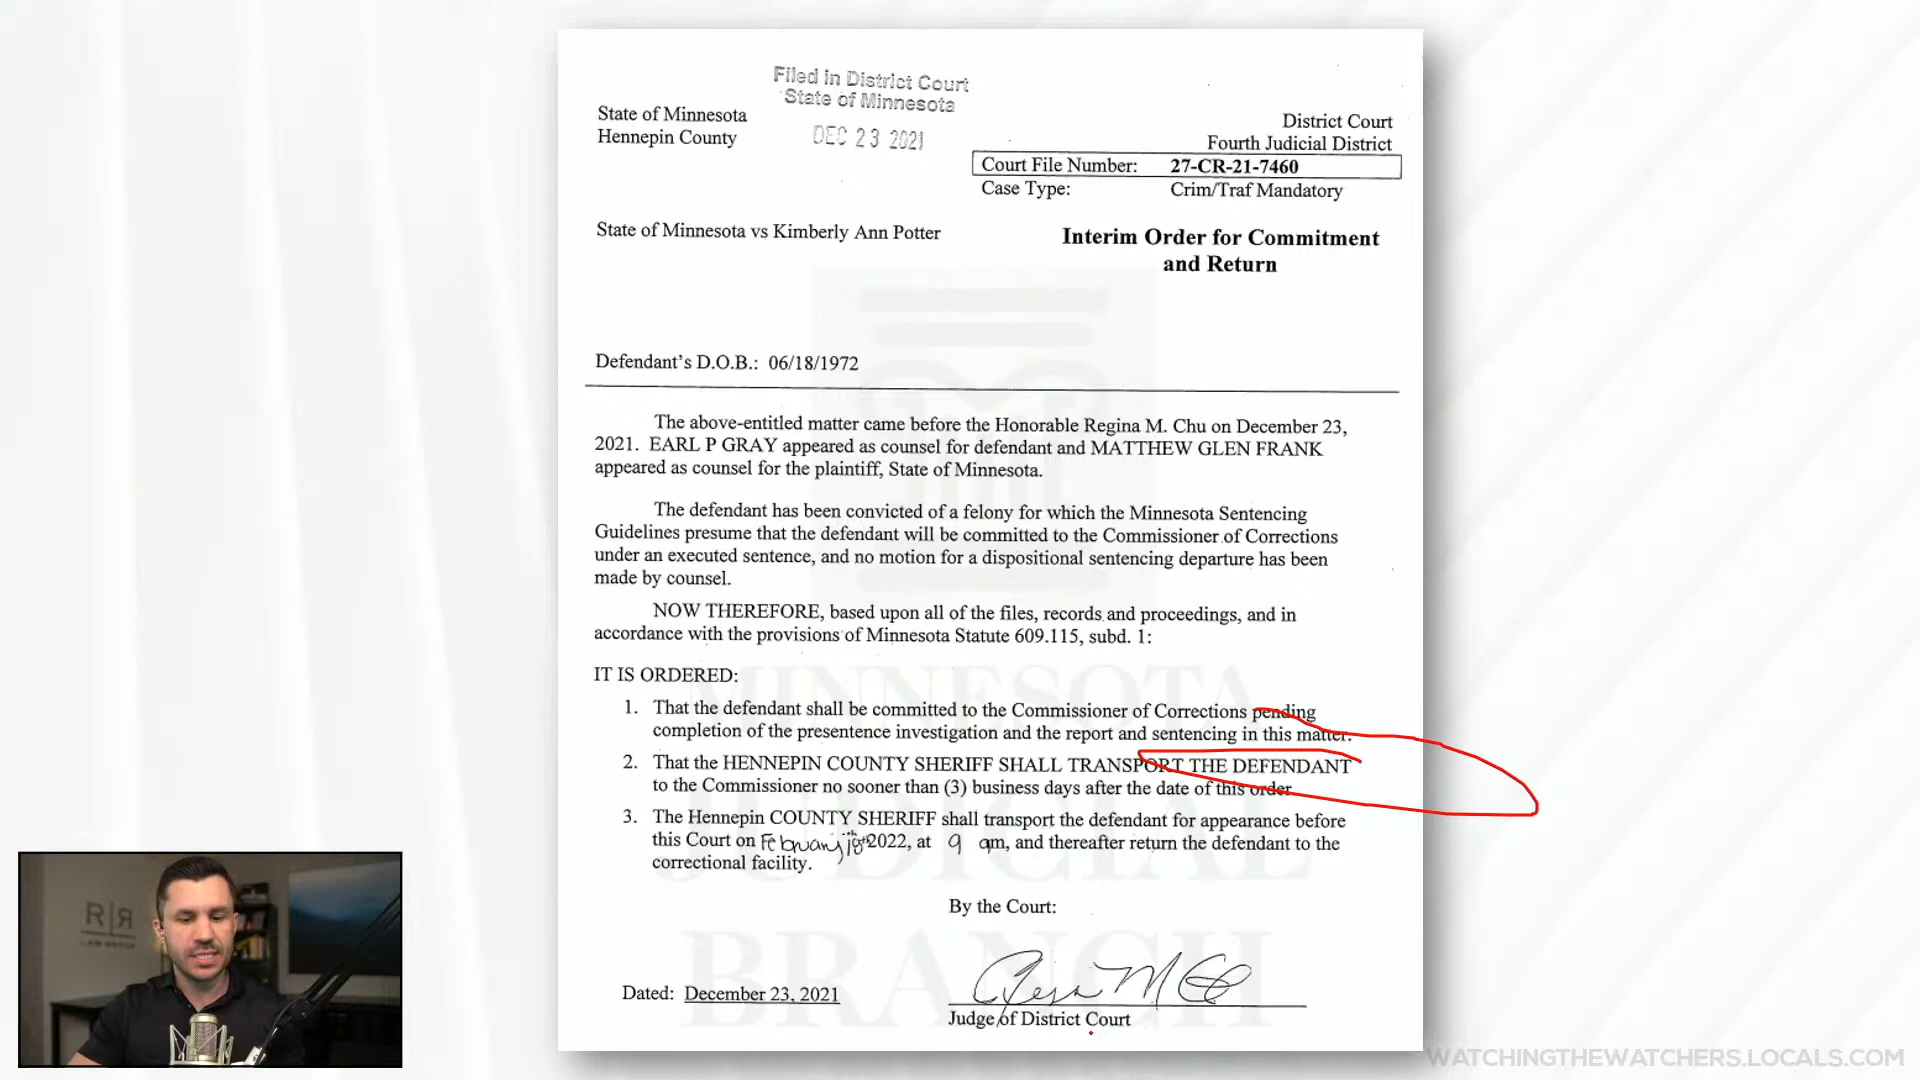 Filed in District Court
State of Minnesota
DEC 23 2021
State of Minnesota
Hennepin County
District Court
Fourth Judicial District
Court File Number: 27-CR-21-7460
Case Type: Crim/Traf Mandatory
State of Minnesota vs Kimberly Ann Potter
Interim Order for Commitment
and Return
Defendant's D.O.B.: 06/18/1972
The above-entitled matter came before the Honorable Regina M. Chu on December 23,
2021. EARL P GRAY appeared as counsel for defendant and MATTHEW GLEN FRANK
appeared as counsel for the plaintiff, State of Minnesota.
The defendant has been convicted of a felony for which the Minnesota Sentencing
Guidelines presume that the defendant will be committed to the Commissioner of Corrections
under an executed sentence, and no motion for a dispositional sentencing departure has been
made by counsel.
NOW THEREFORE, based upon all of the files, records and proceedings, and in
accordance with the provisions of Minnesota Statute 609.115, subd. 1:
IT IS ORDERED:
1. That the defendant shall be committed to the Commissioner of Corrections pending
completion of the presentence investigation and the report and sentencing in this matter.
2. That the HENNEPIN COUNTY SHERIFF SHALL TRANSPORT THE DEFENDANT
to the Commissioner no sooner than (3) business days after the date of this order.
3. The Hennepin COUNTY SHERIFF shall transport the defendant for appearance before
this Court on February 18th 2022, at 9 am, and thereafter return the defendant to the
correctional facility.
By the Court:
Dated: December 23, 2021
Judge of District Court
MINNESOTA
JUDICIAL
BRANCH
R|R
LAW GROUP
WATCHINGTHEWATCHERS.LOCALS.COM